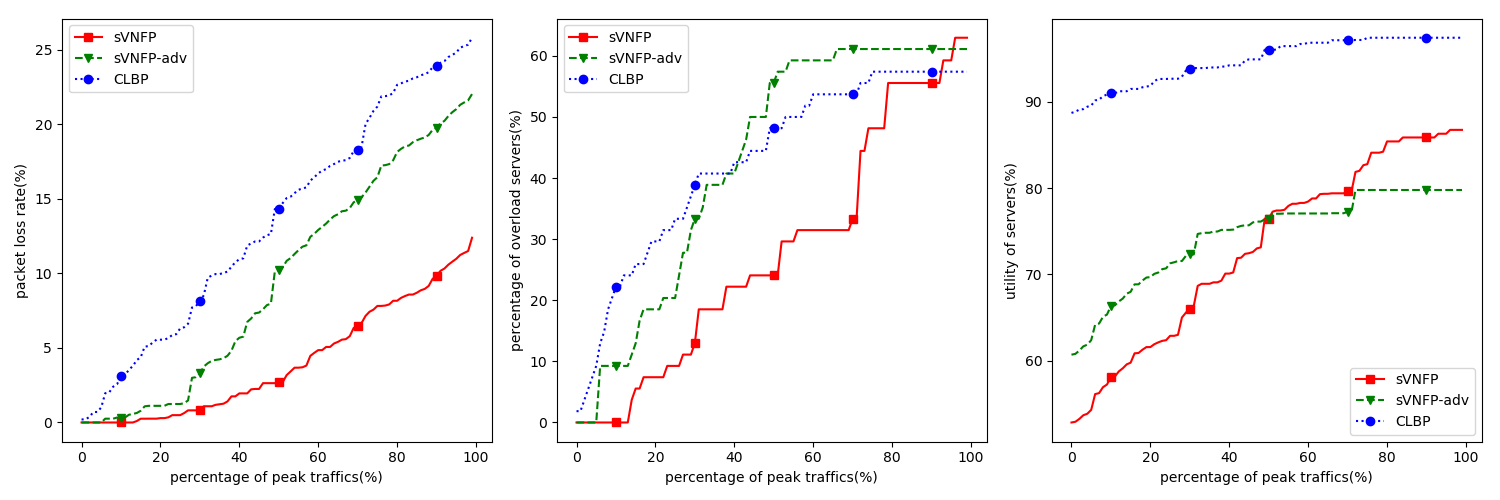 sVNFP
sVNFP-adv
CLBP
25
20
15
10
5
0
packet loss rate(%)
0 20 40 60 80 100
percentage of peak traffics(%)
sVNFP
sVNFP-adv
CLBP
60
50
40
30
20
10
0
percentage of overload servers(%)
0 20 40 60 80 100
percentage of peak traffics(%)
90
80
70
60
utility of servers(%)
sVNFP
sVNFP-adv
CLBP
0 20 40 60 80 100
percentage of peak traffics(%)